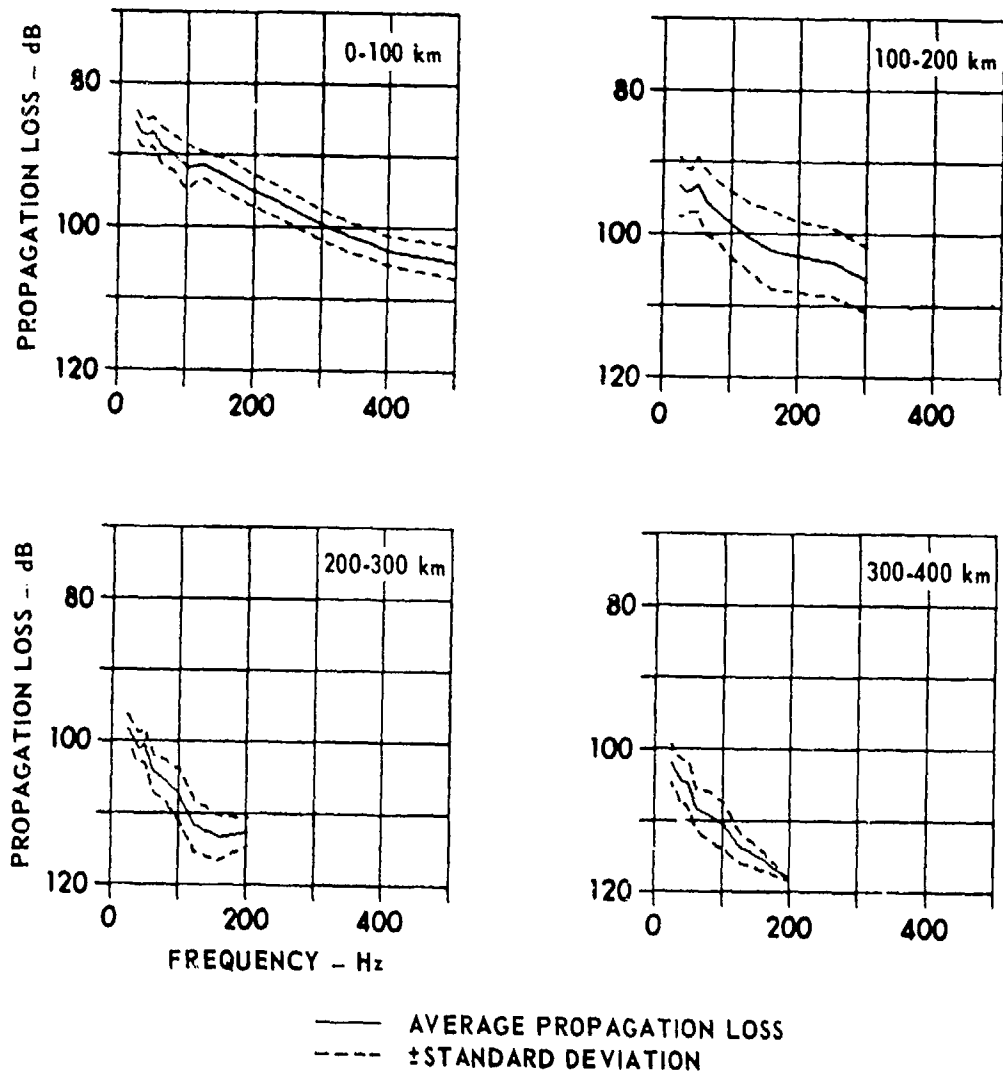 PROPAGATION LOSS – dB
0-100 km
80
100
120
0
200
400
100-200 km
80
100
120
0
200
400
PROPAGATION LOSS – dB
200-300 km
80
100
120
0
200
400
FREQUENCY – Hz
300-400 km
80
100
120
0
200
400
AVERAGE PROPAGATION LOSS
±STANDARD DEVIATION